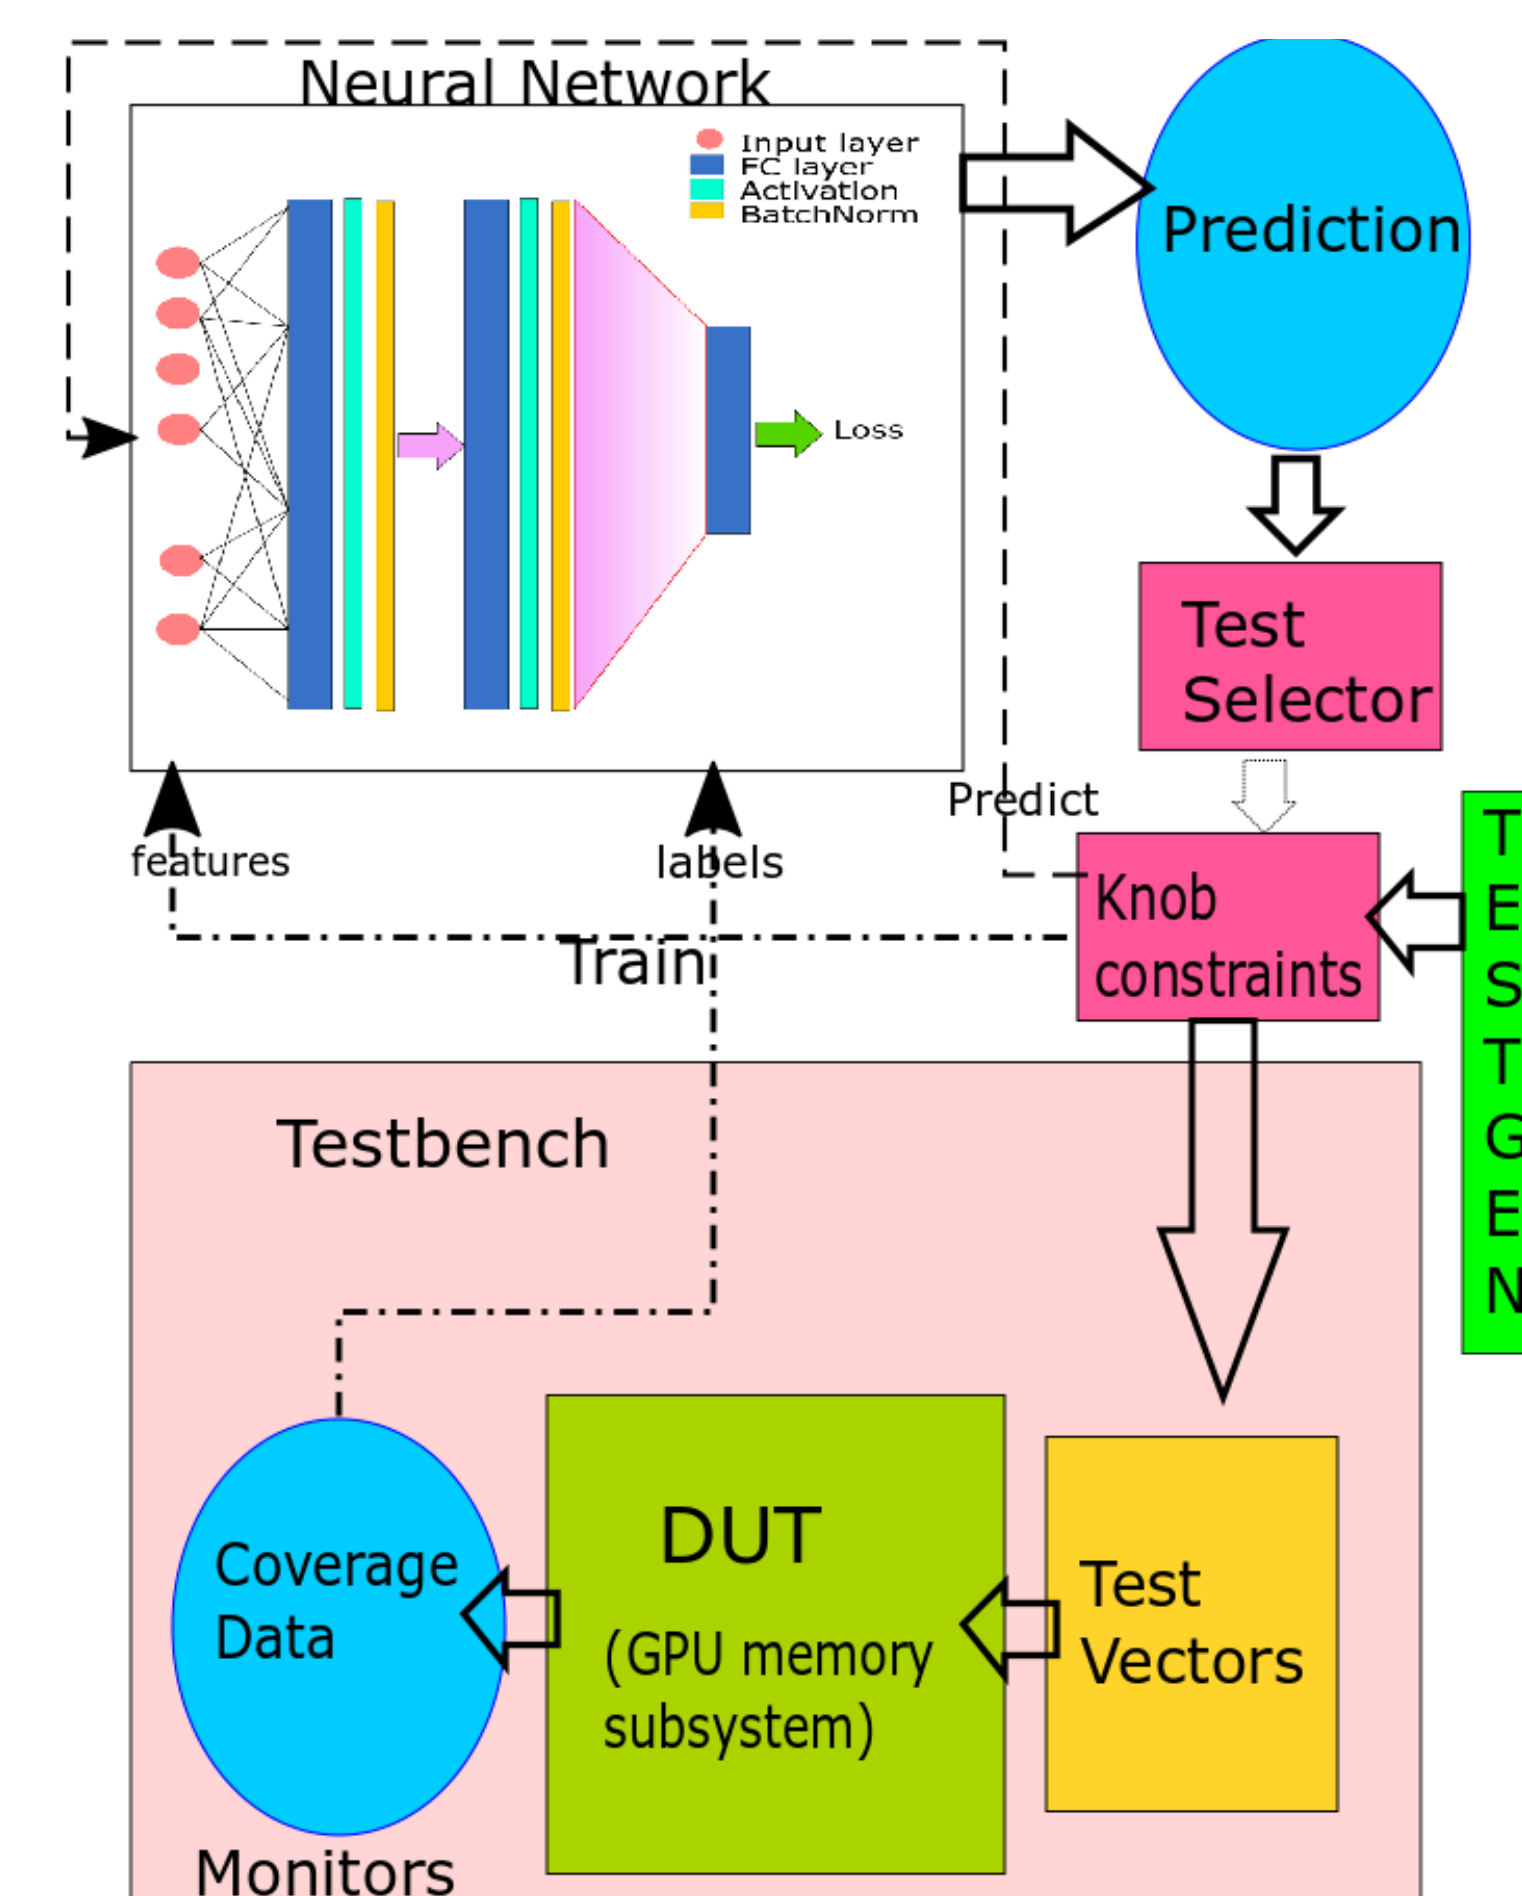 Neural Network
Input layer
FC layer
Activation
BatchNorm
Loss
Prediction
Test
Selector
Predict
features
labels
Train
Knob
constraints
T
E
S
T
G
E
N
Testbench
Coverage
Data
DUT
(GPU memory
subsystem)
Test
Vectors
Monitors